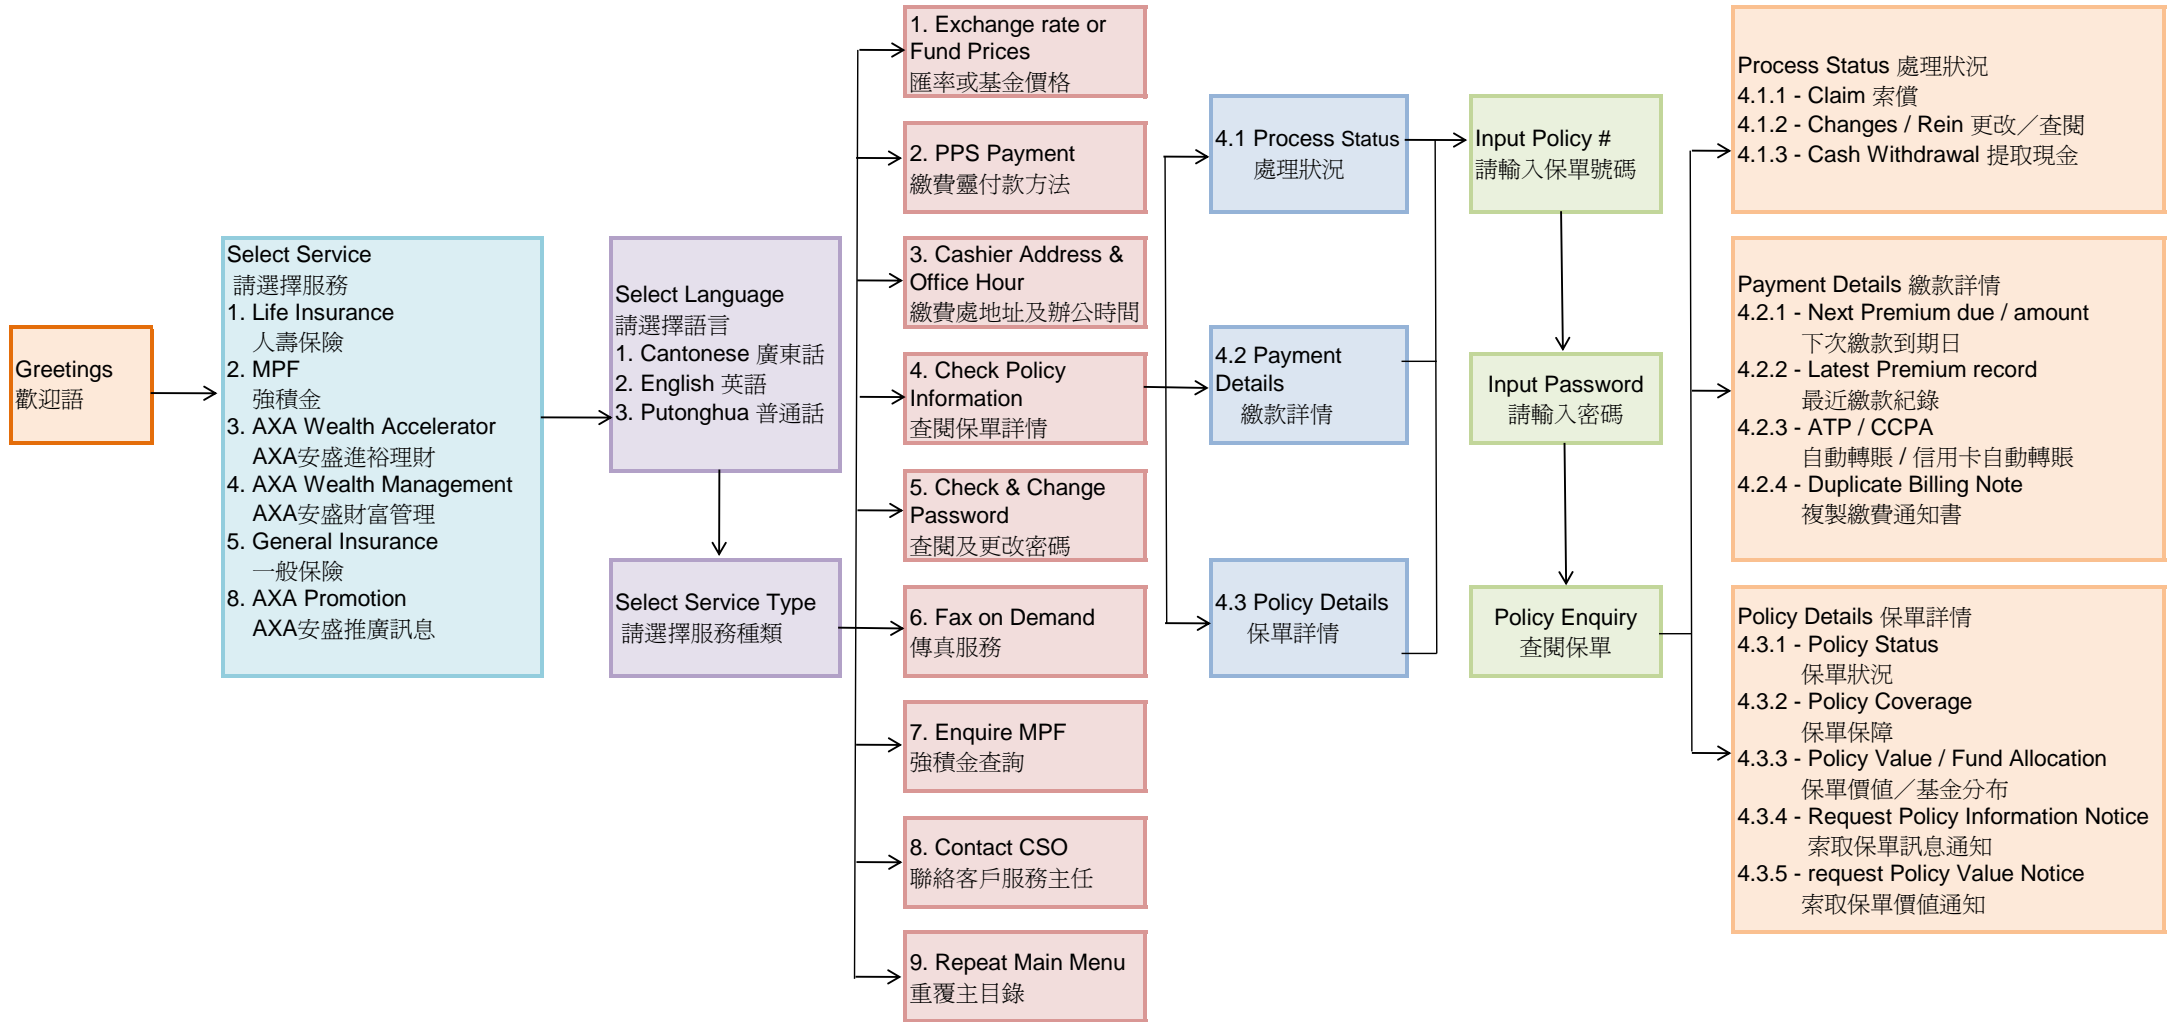 Greetings
歡迎語
Select Service
請選擇服務
1. Life Insurance
人壽保險
2. MPF
強積金
3. AXA Wealth Accelerator
AXA安盛進裕理財
4. AXA Wealth Management
AXA安盛財富管理
5. General Insurance
一般保險
8. AXA Promotion
AXA安盛推廣訊息
Select Language
請選擇語言
1. Cantonese 廣東話
2. English 英語
3. Putonghua 普通話
Select Service Type
請選擇服務種類
1. Exchange rate or
Fund Prices
匯率或基金價格
2. PPS Payment
繳費靈付款方法
3. Cashier Address &
Office Hour
繳費處地址及辦公時間
4. Check Policy
Information
查閱保單詳情
5. Check & Change
Password
查閱及更改密碼
6. Fax on Demand
傳真服務
7. Enquire MPF
強積金查詢
8. Contact CSO
聯絡客戶服務主任
9. Repeat Main Menu
重覆主目錄
4.1 Process Status
處理狀況
4.2 Payment
Details
繳款詳情
4.3 Policy Details
保單詳情
Input Policy #
請輸入保單號碼
Input Password
請輸入密碼
Policy Enquiry
查閱保單
Process Status 處理狀況
4.1.1 - Claim 索償
4.1.2 - Changes / Rein 更改／查閱
4.1.3 - Cash Withdrawal 提取現金
Payment Details 繳款詳情
4.2.1 - Next Premium due / amount
下次繳款到期日
4.2.2 - Latest Premium record
最近繳款紀錄
4.2.3 - ATP / CCPA
自動轉賬 / 信用卡自動轉賬
4.2.4 - Duplicate Billing Note
複製繳費通知書
Policy Details 保單詳情
4.3.1 - Policy Status
保單狀況
4.3.2 - Policy Coverage
保單保障
4.3.3 - Policy Value / Fund Allocation
保單價值／基金分布
4.3.4 - Request Policy Information Notice
索取保單訊息通知
4.3.5 - request Policy Value Notice
索取保單價值通知